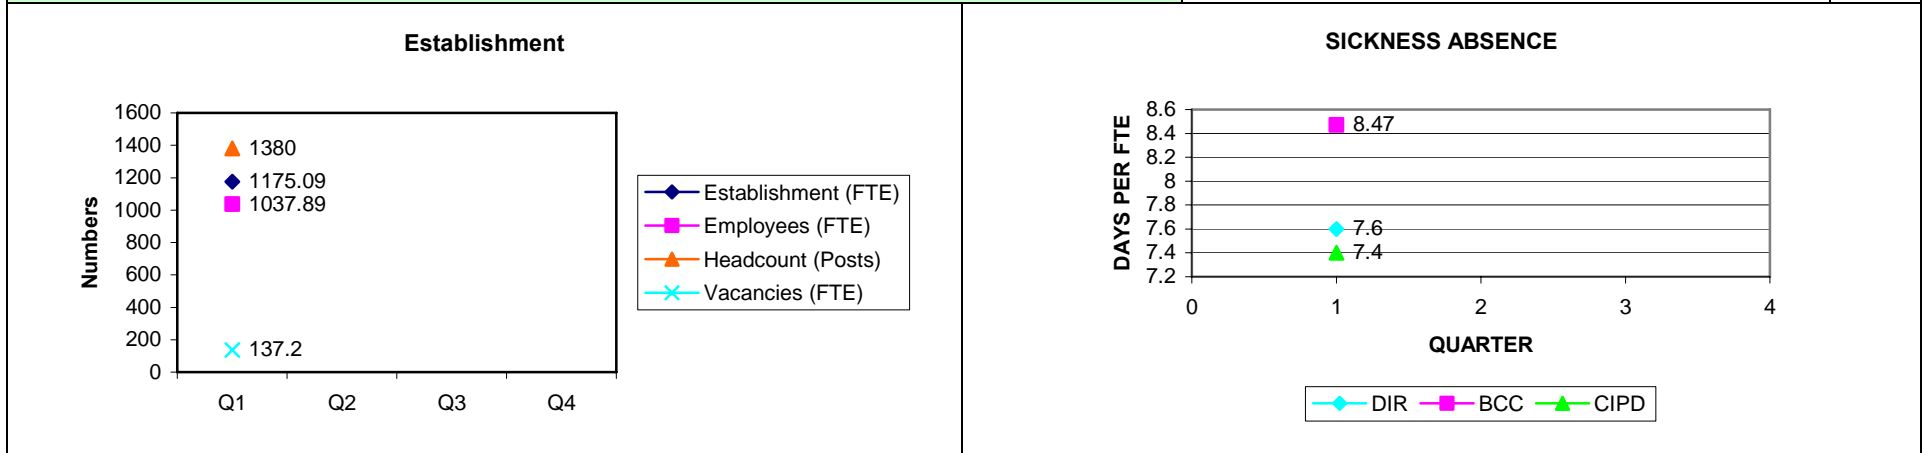 Establishment
1600
1400
1200
1000
800
600
400
200
0
Numbers
1380
1175.09
1037.89
137.2
Q1 Q2 Q3 Q4
Establishment (FTE)
Employees (FTE)
Headcount (Posts)
Vacancies (FTE)
SICKNESS ABSENCE
8.6
8.4
8.2
8
7.8
7.6
7.4
7.2
DAYS PER FTE
8.47
7.6
7.4
0 1 2 3 4
QUARTER
DIR BCC CIPD